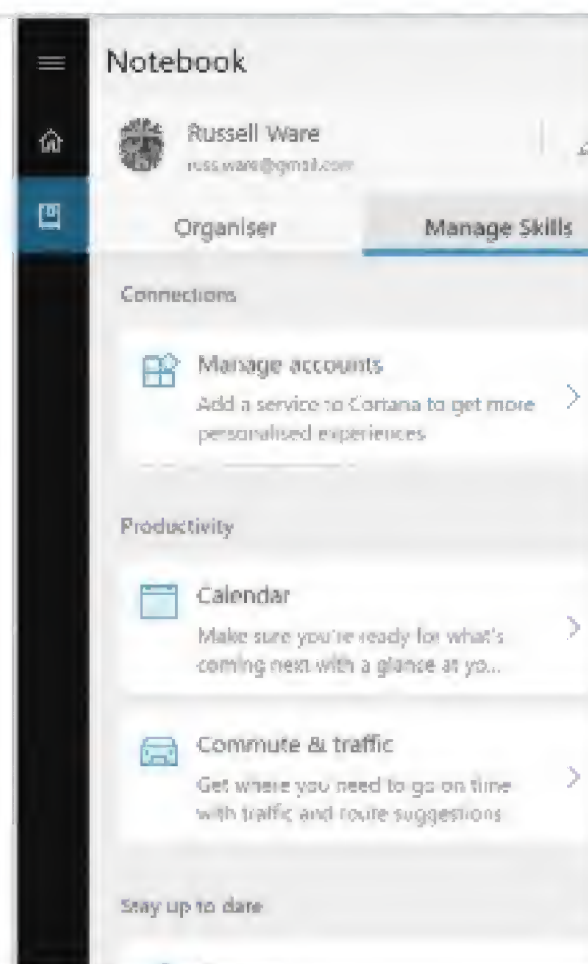 Notebook
Russell Ware
russ.ware@gmail.com
Organiser
Manage Skills
Connections
Manage accounts
Add a service to Cortana to get more
personalised experiences
Productivity
Calendar
Make sure you're ready for what's
coming next with a glance at yo...
Commute & traffic
Get where you need to go on time
with traffic and route suggestions
Stay up to date